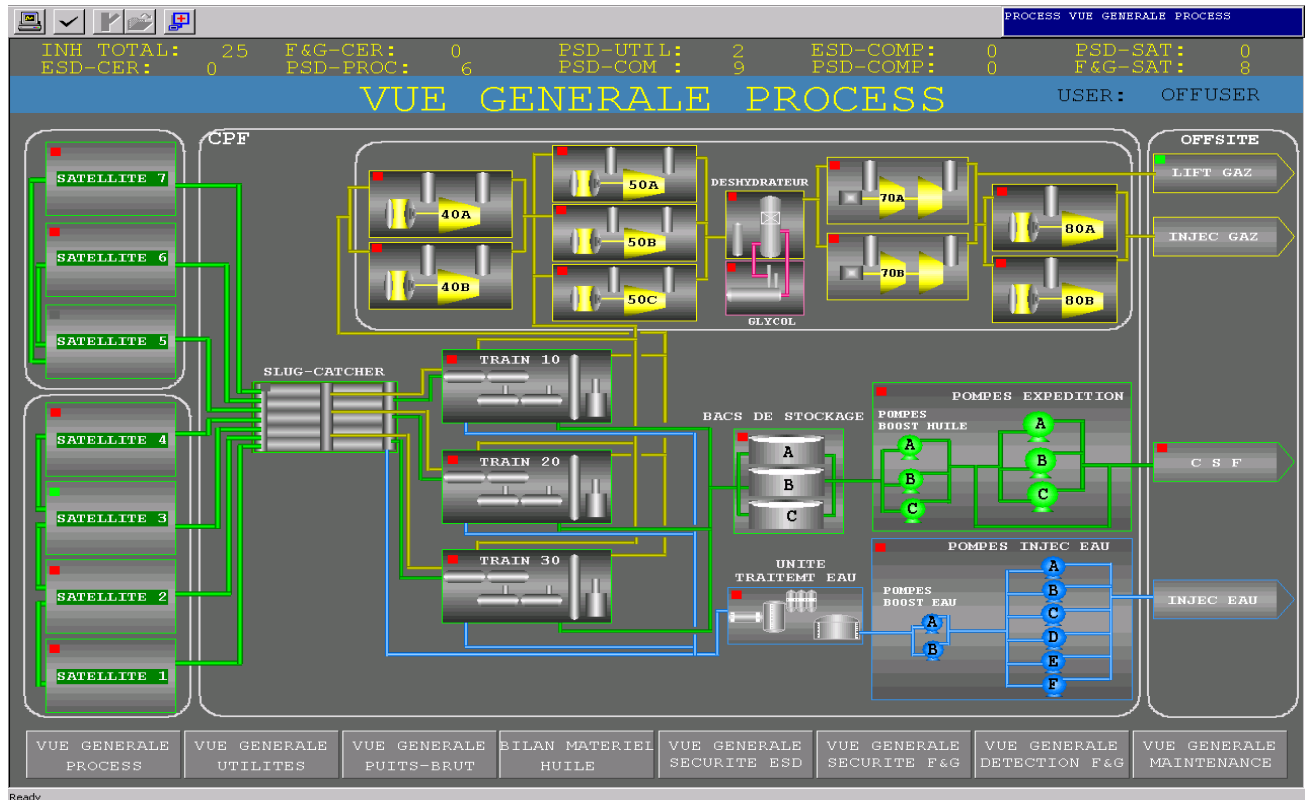 PROCESS VUE GENERALE PROCESS
INH TOTAL: 25 F&G-CER: 0 PSD-UTIL: 2 ESD-COMP: 0 PSD-SAT: 0
ESD-CER: 0 PSD-PROC: 6 PSD-COM : 9 PSD-COMP: 0 F&G-SAT: 8
VUE GENERALE PROCESS
USER: OFFUSER
CPF
OFFSITE
SATELLITE 7
SATELLITE 6
SATELLITE 5
SATELLITE 4
SATELLITE 3
SATELLITE 2
SATELLITE 1
SLUG-CATCHER
40A
40B
50A
50B
50C
DESHYDRATEUR
GLYCOL
70A
70B
80A
80B
LIFT GAZ
INJEC GAZ
TRAIN 10
TRAIN 20
TRAIN 30
BACS DE STOCKAGE
A
B
C
POMPES EXPEDITION
POMPES
BOOST HUILE
A
B
C
A
B
C
C S F
UNITE
TRAITEMT EAU
POMPES INJEC EAU
POMPES
BOOST EAU
A
B
A
B
C
D
E
F
INJEC EAU
VUE GENERALE
PROCESS
VUE GENERALE
UTILITES
VUE GENERALE
PUITS-BRUT
BILAN MATERIEL
HUILE
VUE GENERALE
SECURITE ESD
VUE GENERALE
SECURITE F&G
VUE GENERALE
DETECTION F&G
VUE GENERALE
MAINTENANCE
Ready